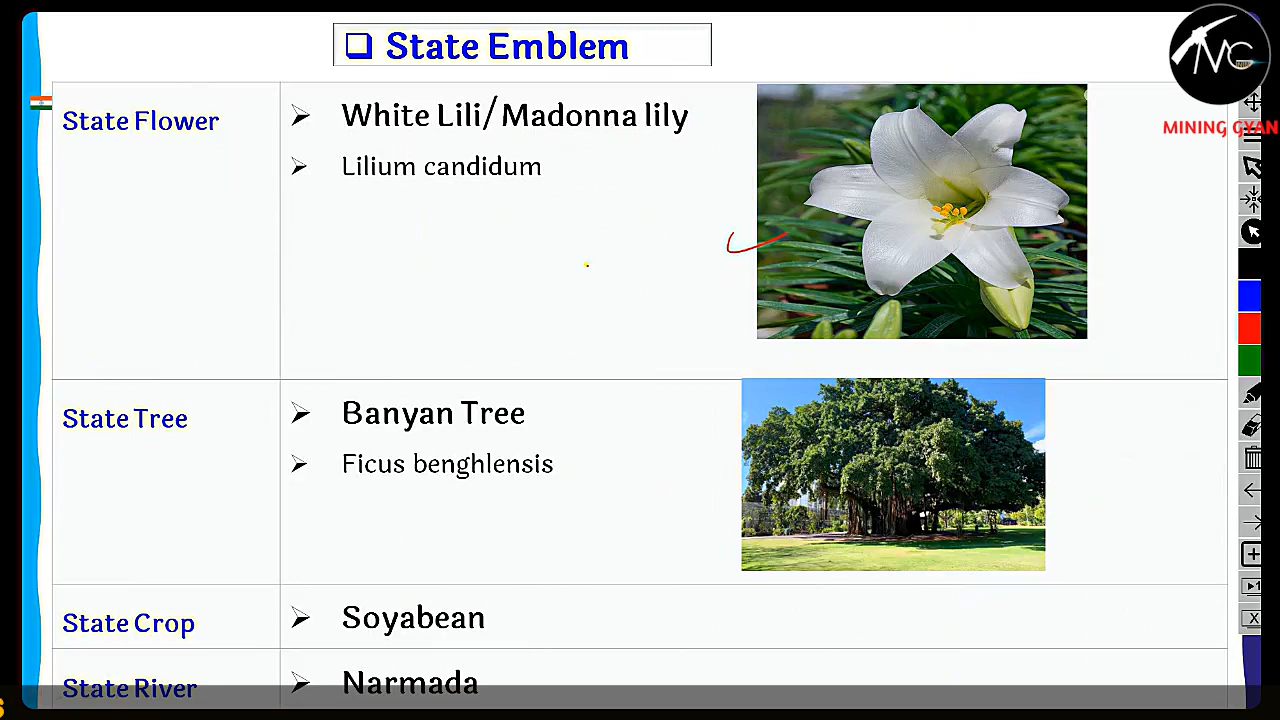 ❑ State Emblem
MC
MINING GYAN
State Flower
➢ White Lili/ Madonna lily
➢ Lilium candidum
State Tree
➢ Banyan Tree
➢ Ficus benghlensis
State Crop
➢ Soyabean
State River
➢ Narmada